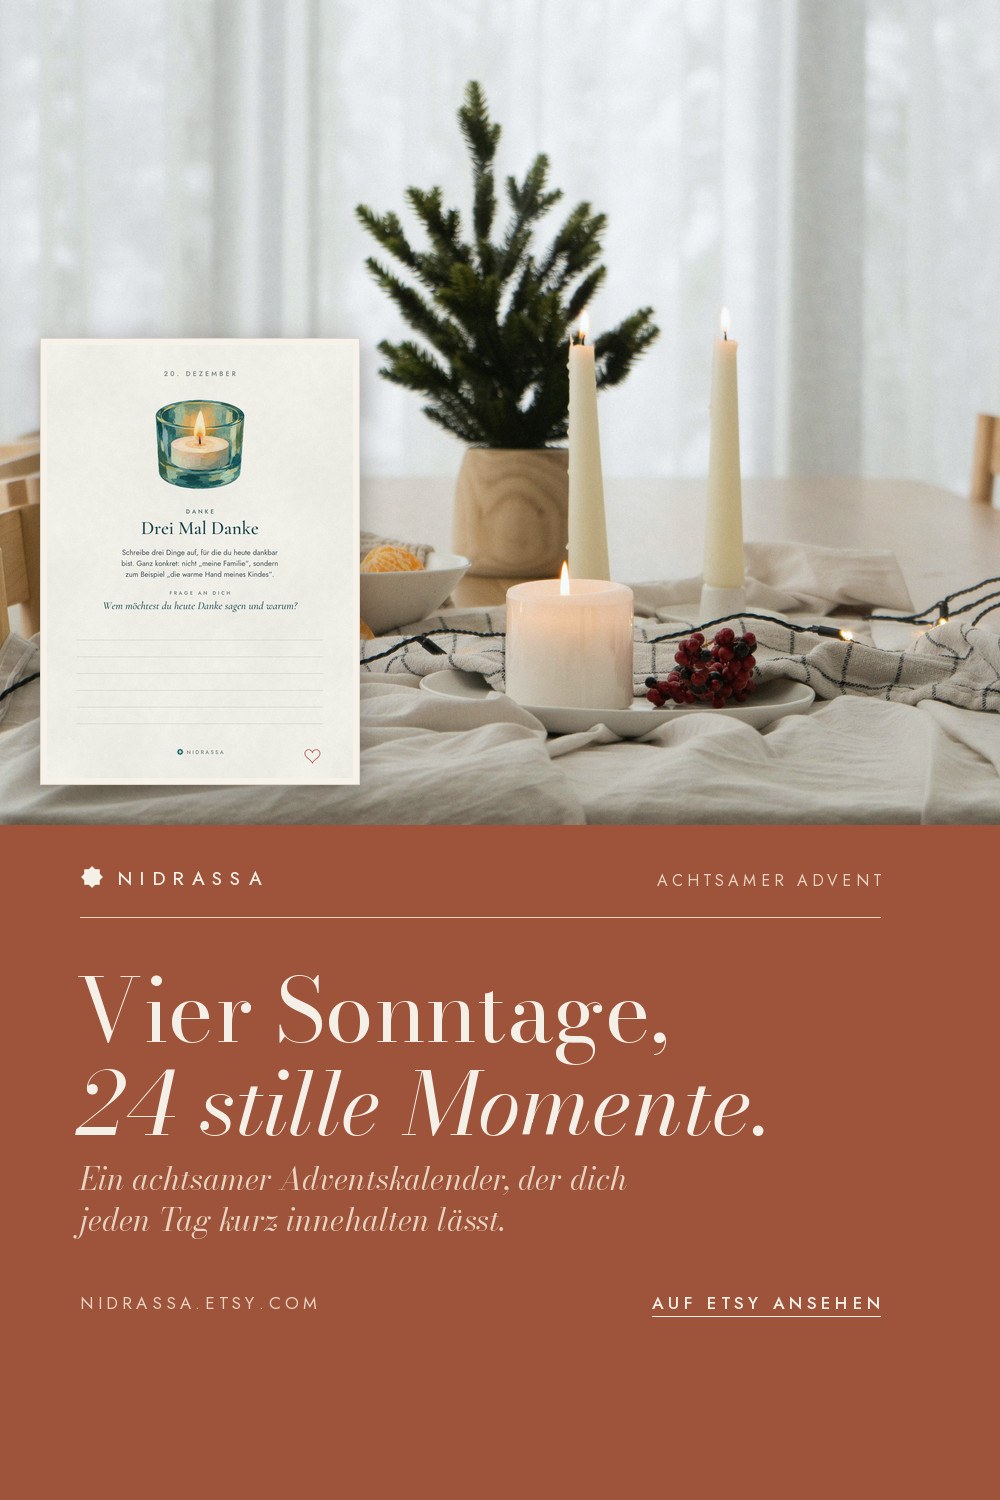 20. DEZEMBER
DANKE
Drei Mal Danke
Schreibe drei Dinge auf, für die du heute dankbar
bist. Ganz konkret: nicht „meine Familie“, sondern
zum Beispiel „die warme Hand meines Kindes“.
FRAGE AN DICH
Wem möchtest du heute Danke sagen und warum?
NIDRASSA
NIDRASSA
ACHTSAMER ADVENT
Vier Sonntage,
24 stille Momente.
Ein achtsamer Adventskalender, der dich
jeden Tag kurz innehalten lässt.
NIDRASSA.ETSY.COM
AUF ETSY ANSEHEN